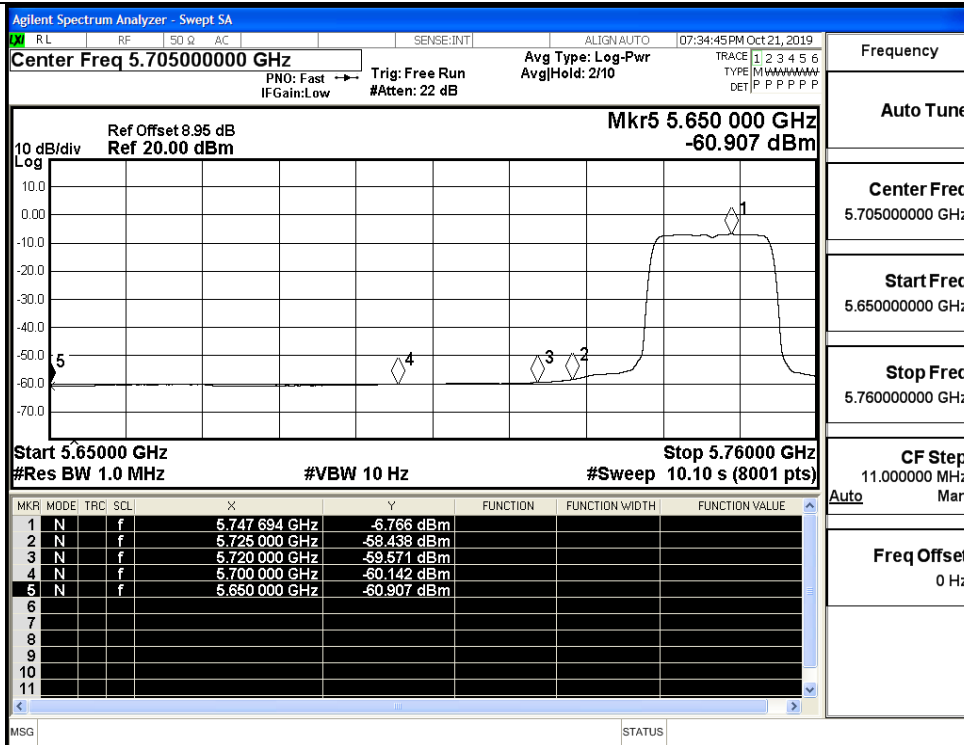 Agilent Spectrum Analyzer - Swept SA
LXI RL RF 50 Ω AC SENSE:INT ALIGN AUTO 07:34:45 PM Oct 21, 2019
Center Freq 5.705000000 GHz
PNO: Fast
IFGain:Low
Trig: Free Run
#Atten: 22 dB
Avg Type: Log-Pwr
Avg|Hold: 2/10
TRACE 1 2 3 4 5 6
TYPE M WWWWW
DET P P P P P P
Mkr5 5.650 000 GHz
-60.907 dBm
Ref Offset 8.95 dB
10 dB/div Ref 20.00 dBm
Log
10.0
0.00
-10.0
-20.0
-30.0
-40.0
-50.0
-60.0
-70.0
1
2
3
4
5
Start 5.65000 GHz Stop 5.76000 GHz
#Res BW 1.0 MHz #VBW 10 Hz #Sweep 10.10 s (8001 pts)
MKR MODE TRC SCL X Y FUNCTION FUNCTION WIDTH FUNCTION VALUE
1 N f 5.747 694 GHz -6.766 dBm
2 N f 5.725 000 GHz -58.438 dBm
3 N f 5.720 000 GHz -59.571 dBm
4 N f 5.700 000 GHz -60.142 dBm
5 N f 5.650 000 GHz -60.907 dBm
6
7
8
9
10
11
MSG STATUS
Frequency
Auto Tune
Center Freq
5.705000000 GHz
Start Freq
5.650000000 GHz
Stop Freq
5.760000000 GHz
CF Step
11.000000 MHz
Auto Man
Freq Offset
0 Hz